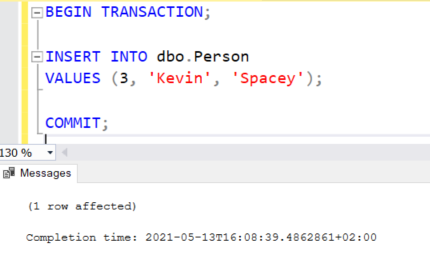 BEGIN TRANSACTION;
INSERT INTO dbo.Person
VALUES (3, 'Kevin', 'Spacey');
COMMIT;
130 %
Messages
(1 row affected)
Completion time: 2021-05-13T16:08:39.4862861+02:00